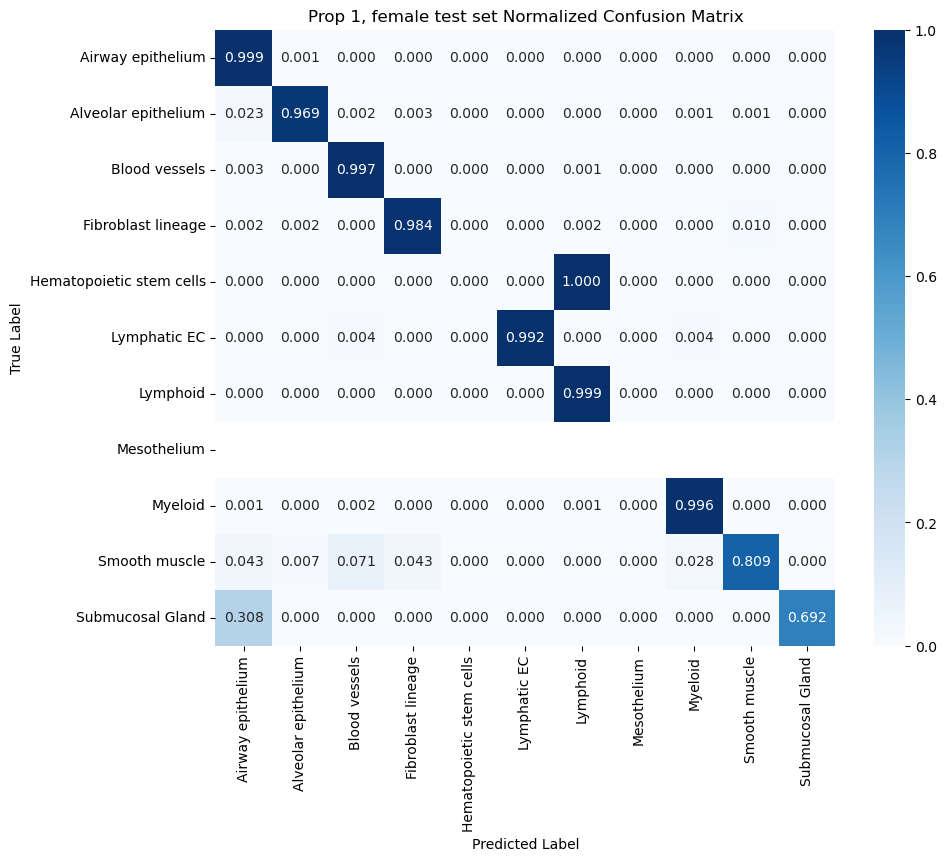 Prop 1, female test set Normalized Confusion Matrix
Airway epithelium 0.999 0.001 0.000 0.000 0.000 0.000 0.000 0.000 0.000 0.000 0.000
Alveolar epithelium 0.023 0.969 0.002 0.003 0.000 0.000 0.000 0.000 0.001 0.001 0.000
Blood vessels 0.003 0.000 0.997 0.000 0.000 0.000 0.001 0.000 0.000 0.000 0.000
Fibroblast lineage 0.002 0.002 0.000 0.984 0.000 0.000 0.002 0.000 0.000 0.010 0.000
Hematopoietic stem cells 0.000 0.000 0.000 0.000 0.000 0.000 1.000 0.000 0.000 0.000 0.000
Lymphatic EC 0.000 0.000 0.004 0.000 0.000 0.992 0.000 0.000 0.004 0.000 0.000
Lymphoid 0.000 0.000 0.000 0.000 0.000 0.000 0.999 0.000 0.000 0.000 0.000
Mesothelium
Myeloid 0.001 0.000 0.002 0.000 0.000 0.000 0.001 0.000 0.996 0.000 0.000
Smooth muscle 0.043 0.007 0.071 0.043 0.000 0.000 0.000 0.000 0.028 0.809 0.000
Submucosal Gland 0.308 0.000 0.000 0.000 0.000 0.000 0.000 0.000 0.000 0.000 0.692
True Label
Airway epithelium
Alveolar epithelium
Blood vessels
Fibroblast lineage
Hematopoietic stem cells
Lymphatic EC
Lymphoid
Mesothelium
Myeloid
Smooth muscle
Submucosal Gland
Predicted Label
1.0
0.8
0.6
0.4
0.2
0.0